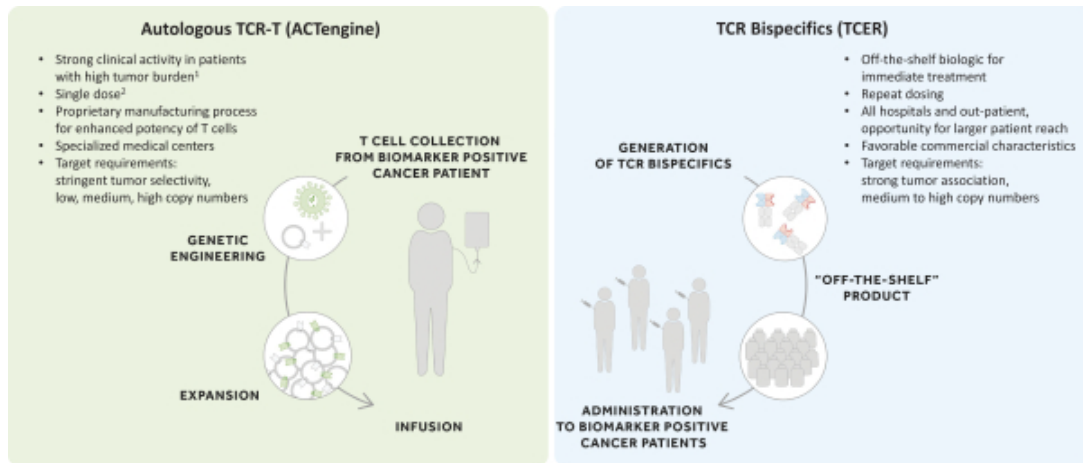 Autologous TCR-T (ACTengine)
• Strong clinical activity in patients
with high tumor burden¹
• Single dose²
• Proprietary manufacturing process
for enhanced potency of T cells
• Specialized medical centers
• Target requirements:
stringent tumor selectivity,
low, medium, high copy numbers
T CELL COLLECTION
FROM BIOMARKER POSITIVE
CANCER PATIENT
GENETIC
ENGINEERING
EXPANSION
INFUSION
TCR Bispecifics (TCER)
• Off-the-shelf biologic for
immediate treatment
• Repeat dosing
• All hospitals and out-patient,
opportunity for larger patient reach
• Favorable commercial characteristics
• Target requirements:
strong tumor association,
medium to high copy numbers
GENERATION
OF TCR BISPECIFICS
"OFF-THE-SHELF"
PRODUCT
ADMINISTRATION
TO BIOMARKER POSITIVE
CANCER PATIENTS